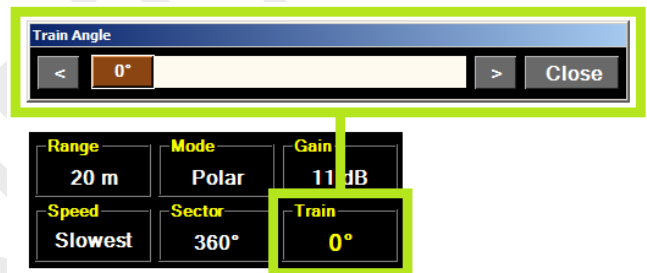 Train Angle
< 0° > Close
Range Mode Gain
20 m Polar 11 dB
Speed Sector Train
Slowest 360° 0°